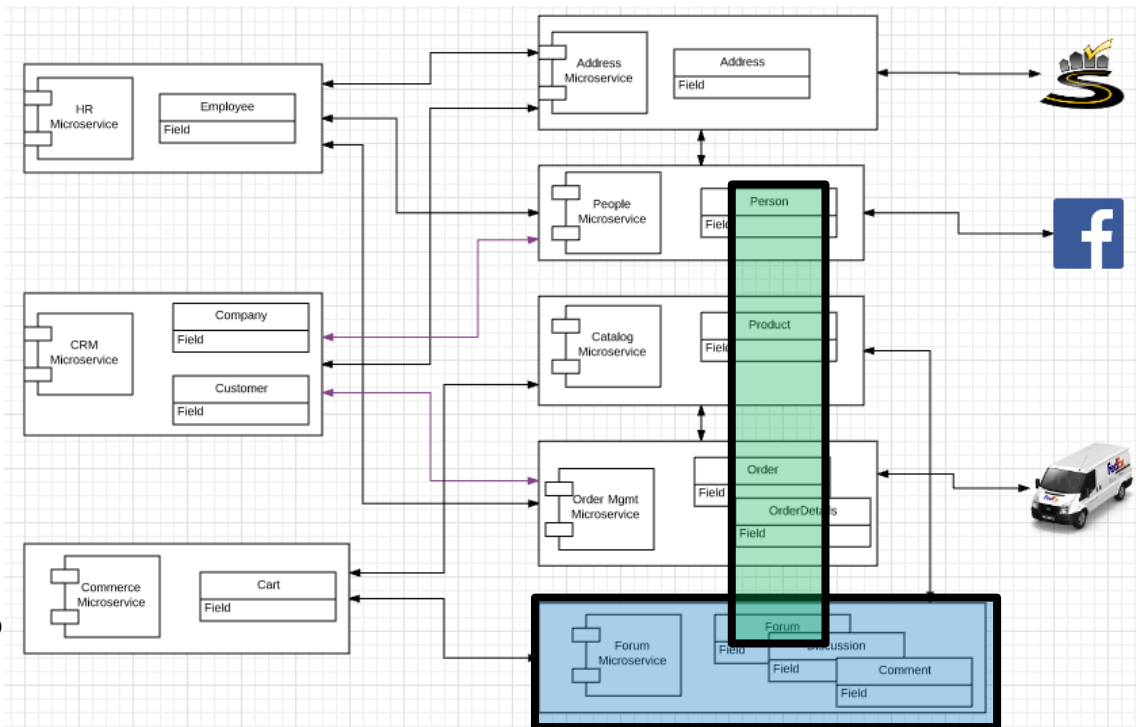 HR
Microservice
Employee
Field
Address
Microservice
Address
Field
People
Microservice
Person
Field
CRM
Microservice
Company
Field
Customer
Field
Catalog
Microservice
Product
Field
Order Mgmt
Microservice
Order
Field
OrderDetails
Field
FedEx
Commerce
Microservice
Cart
Field
Forum
Microservice
Forum
Field
Discussion
Field
Comment
Field